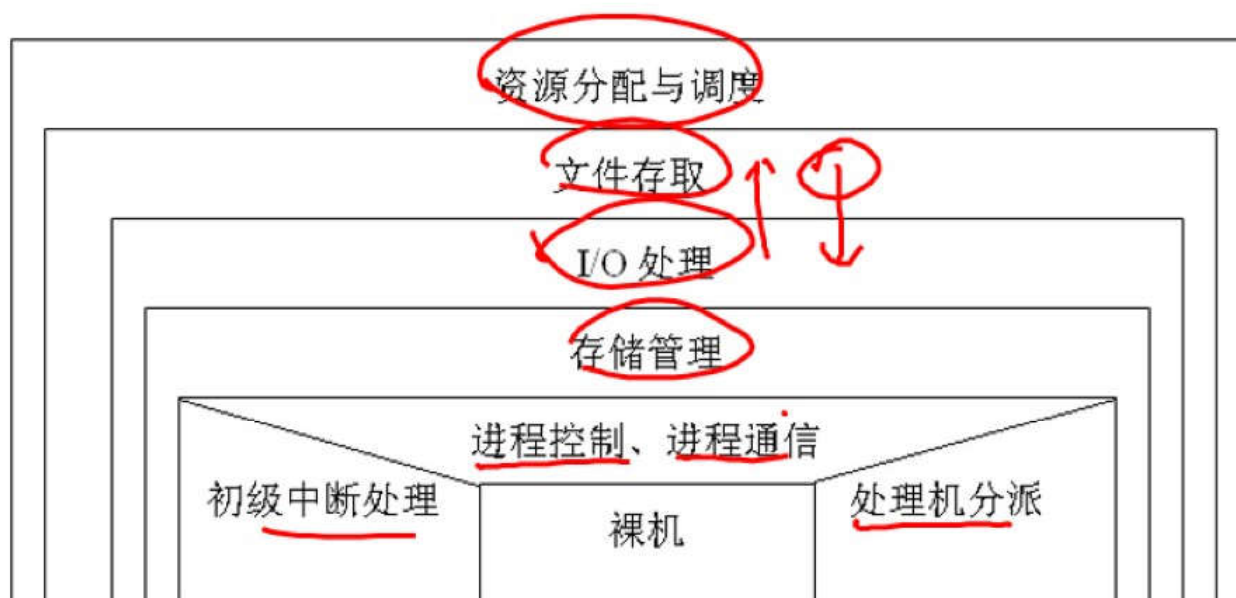 资源分配与调度
文件存取
I/O 处理
存储管理
进程控制、进程通信
初级中断处理
处理机分派
裸机